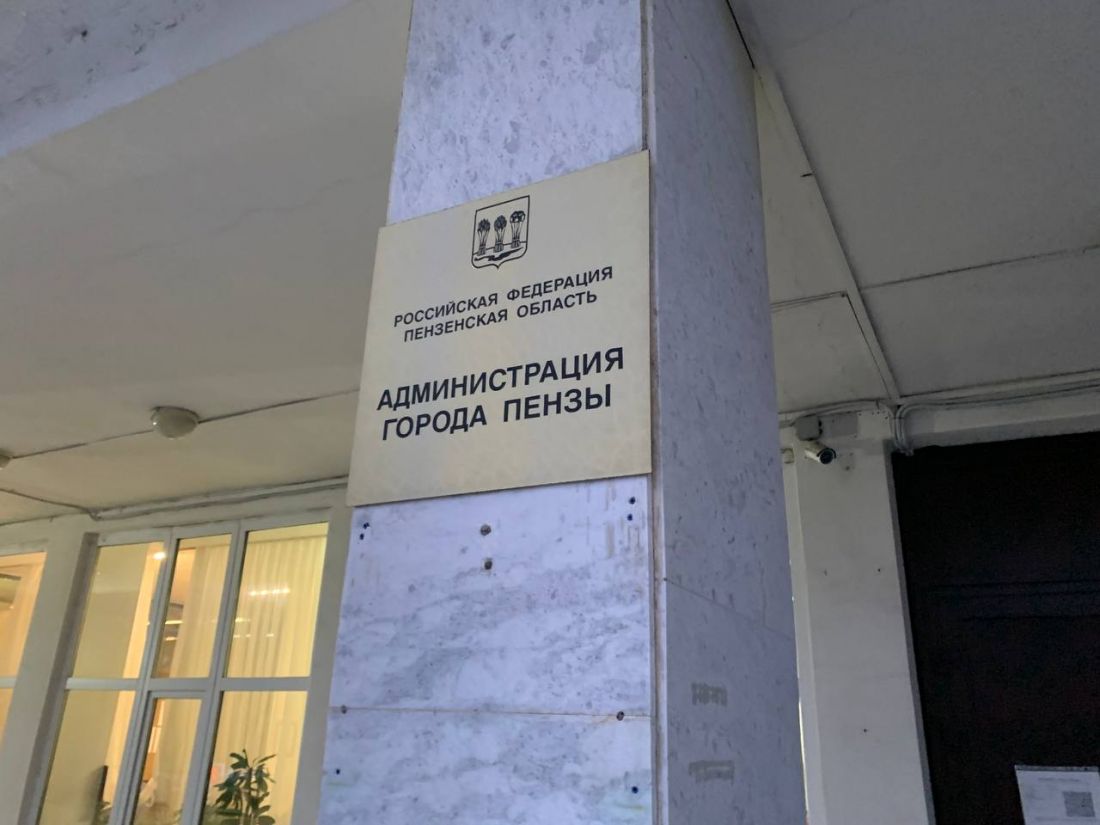 РОССИЙСКАЯ ФЕДЕРАЦИЯ
ПЕНЗЕНСКАЯ ОБЛАСТЬ
АДМИНИСТРАЦИЯ
ГОРОДА ПЕНЗЫ